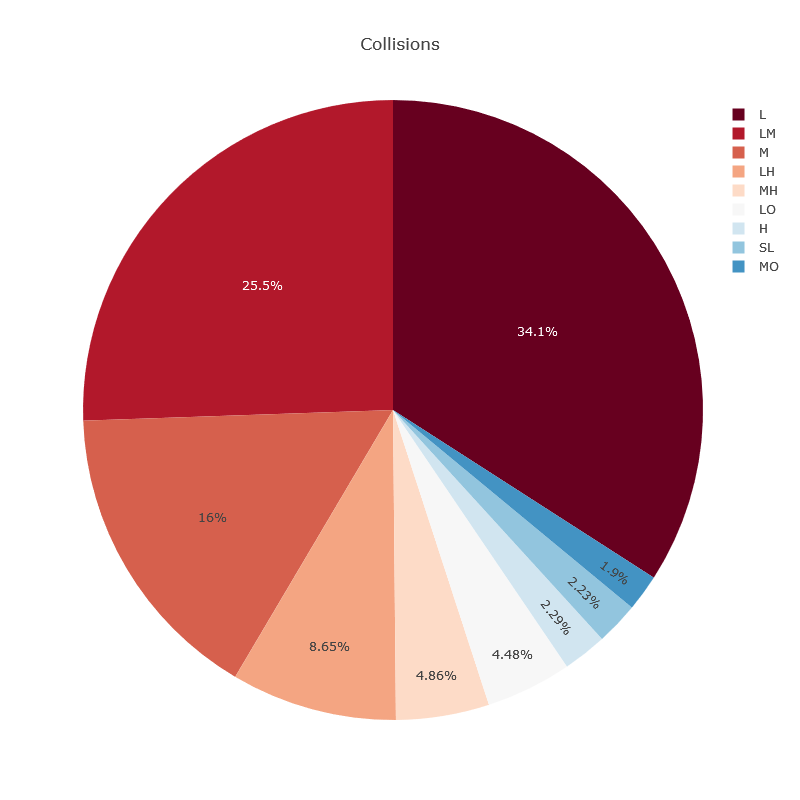 Collisions
L
LM
M
LH
MH
LO
H
SL
MO
34.1%
25.5%
16%
8.65%
4.86%
4.48%
2.29%
2.23%
1.9%